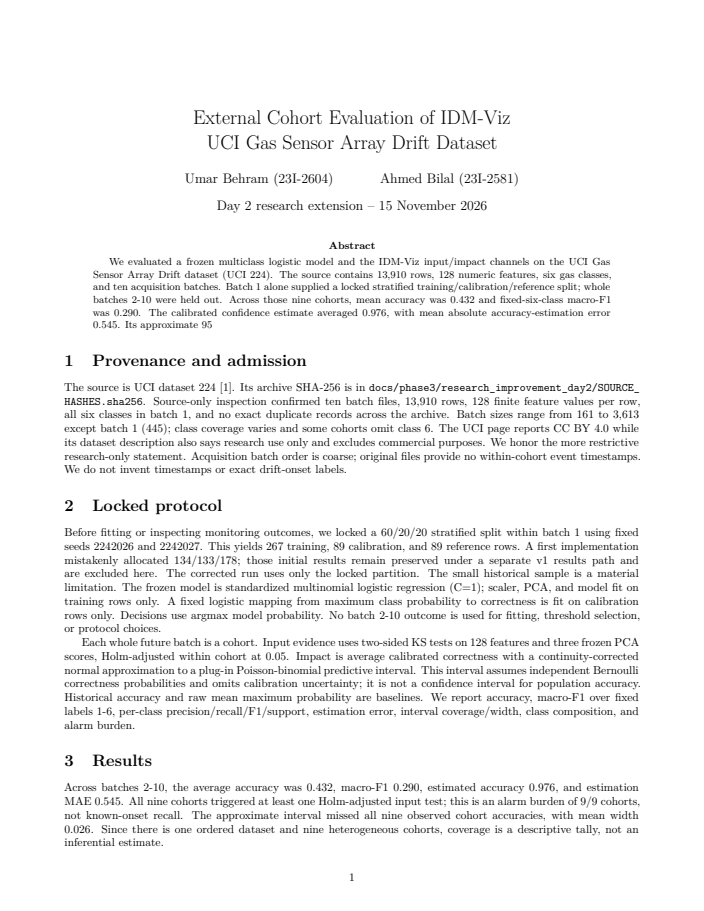 External Cohort Evaluation of IDM-Viz
UCI Gas Sensor Array Drift Dataset
Umar Behram (23I-2604) Ahmed Bilal (23I-2581)
Day 2 research extension – 15 November 2026
Abstract
We evaluated a frozen multiclass logistic model and the IDM-Viz input/impact channels on the UCI Gas
Sensor Array Drift dataset (UCI 224). The source contains 13,910 rows, 128 numeric features, six gas classes,
and ten acquisition batches. Batch 1 alone supplied a locked stratified training/calibration/reference split; whole
batches 2-10 were held out. Across those nine cohorts, mean accuracy was 0.432 and fixed-six-class macro-F1
was 0.290. The calibrated confidence estimate averaged 0.976, with mean absolute accuracy-estimation error
0.545. Its approximate 95
1 Provenance and admission
The source is UCI dataset 224 [1]. Its archive SHA-256 is in docs/phase3/research_improvement_day2/SOURCE_
HASHES.sha256. Source-only inspection confirmed ten batch files, 13,910 rows, 128 finite feature values per row,
all six classes in batch 1, and no exact duplicate records across the archive. Batch sizes range from 161 to 3,613
except batch 1 (445); class coverage varies and some cohorts omit class 6. The UCI page reports CC BY 4.0 while
its dataset description also says research use only and excludes commercial purposes. We honor the more restrictive
research-only statement. Acquisition batch order is coarse; original files provide no within-cohort event timestamps.
We do not invent timestamps or exact drift-onset labels.
2 Locked protocol
Before fitting or inspecting monitoring outcomes, we locked a 60/20/20 stratified split within batch 1 using fixed
seeds 2242026 and 2242027. This yields 267 training, 89 calibration, and 89 reference rows. A first implementation
mistakenly allocated 134/133/178; those initial results remain preserved under a separate v1 results path and
are excluded here. The corrected run uses only the locked partition. The small historical sample is a material
limitation. The frozen model is standardized multinomial logistic regression (C=1); scaler, PCA, and model fit on
training rows only. A fixed logistic mapping from maximum class probability to correctness is fit on calibration
rows only. Decisions use argmax model probability. No batch 2-10 outcome is used for fitting, threshold selection,
or protocol choices.
Each whole future batch is a cohort. Input evidence uses two-sided KS tests on 128 features and three frozen PCA
scores, Holm-adjusted within cohort at 0.05. Impact is average calibrated correctness with a continuity-corrected
normal approximation to a plug-in Poisson-binomial predictive interval. This interval assumes independent Bernoulli
correctness probabilities and omits calibration uncertainty; it is not a confidence interval for population accuracy.
Historical accuracy and raw mean maximum probability are baselines. We report accuracy, macro-F1 over fixed
labels 1-6, per-class precision/recall/F1/support, estimation error, interval coverage/width, class composition, and
alarm burden.
3 Results
Across batches 2-10, the average accuracy was 0.432, macro-F1 0.290, estimated accuracy 0.976, and estimation
MAE 0.545. All nine cohorts triggered at least one Holm-adjusted input test; this is an alarm burden of 9/9 cohorts,
not known-onset recall. The approximate interval missed all nine observed cohort accuracies, with mean width
0.026. Since there is one ordered dataset and nine heterogeneous cohorts, coverage is a descriptive tally, not an
inferential estimate.
1